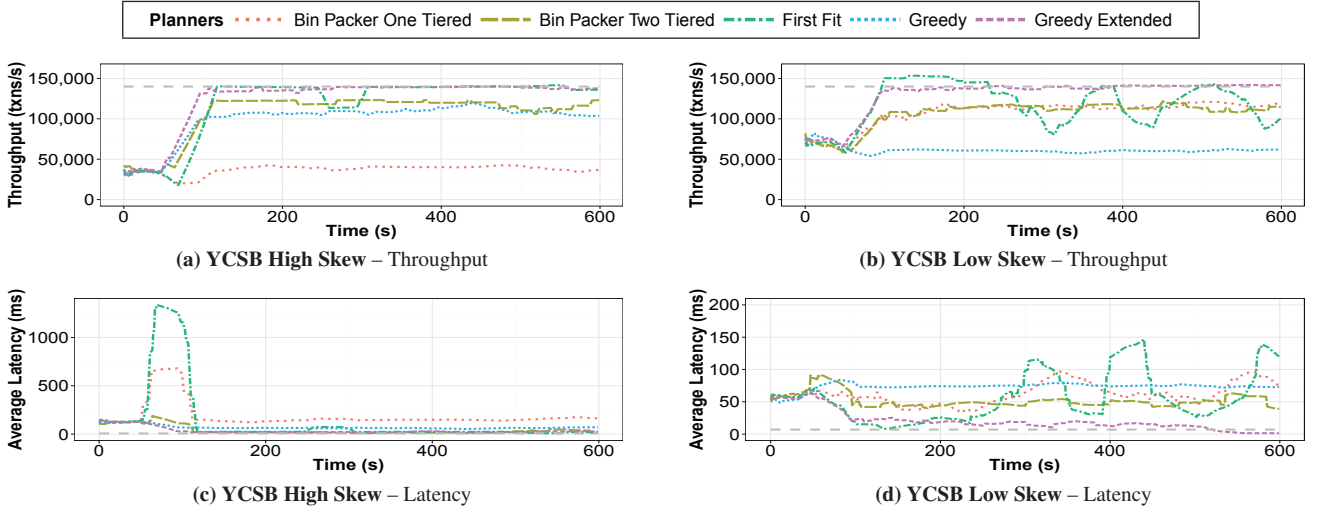 Planners Bin Packer One Tiered Bin Packer Two Tiered First Fit Greedy Greedy Extended
Throughput (txns/s)
150,000
100,000
50,000
0
0 200 400 600
Time (s)
(a) YCSB High Skew – Throughput
Throughput (txns/s)
150,000
100,000
50,000
0
0 200 400 600
Time (s)
(b) YCSB Low Skew – Throughput
Average Latency (ms)
1000
500
0
0 200 400 600
Time (s)
(c) YCSB High Skew – Latency
Average Latency (ms)
200
150
100
50
0
0 200 400 600
Time (s)
(d) YCSB Low Skew – Latency